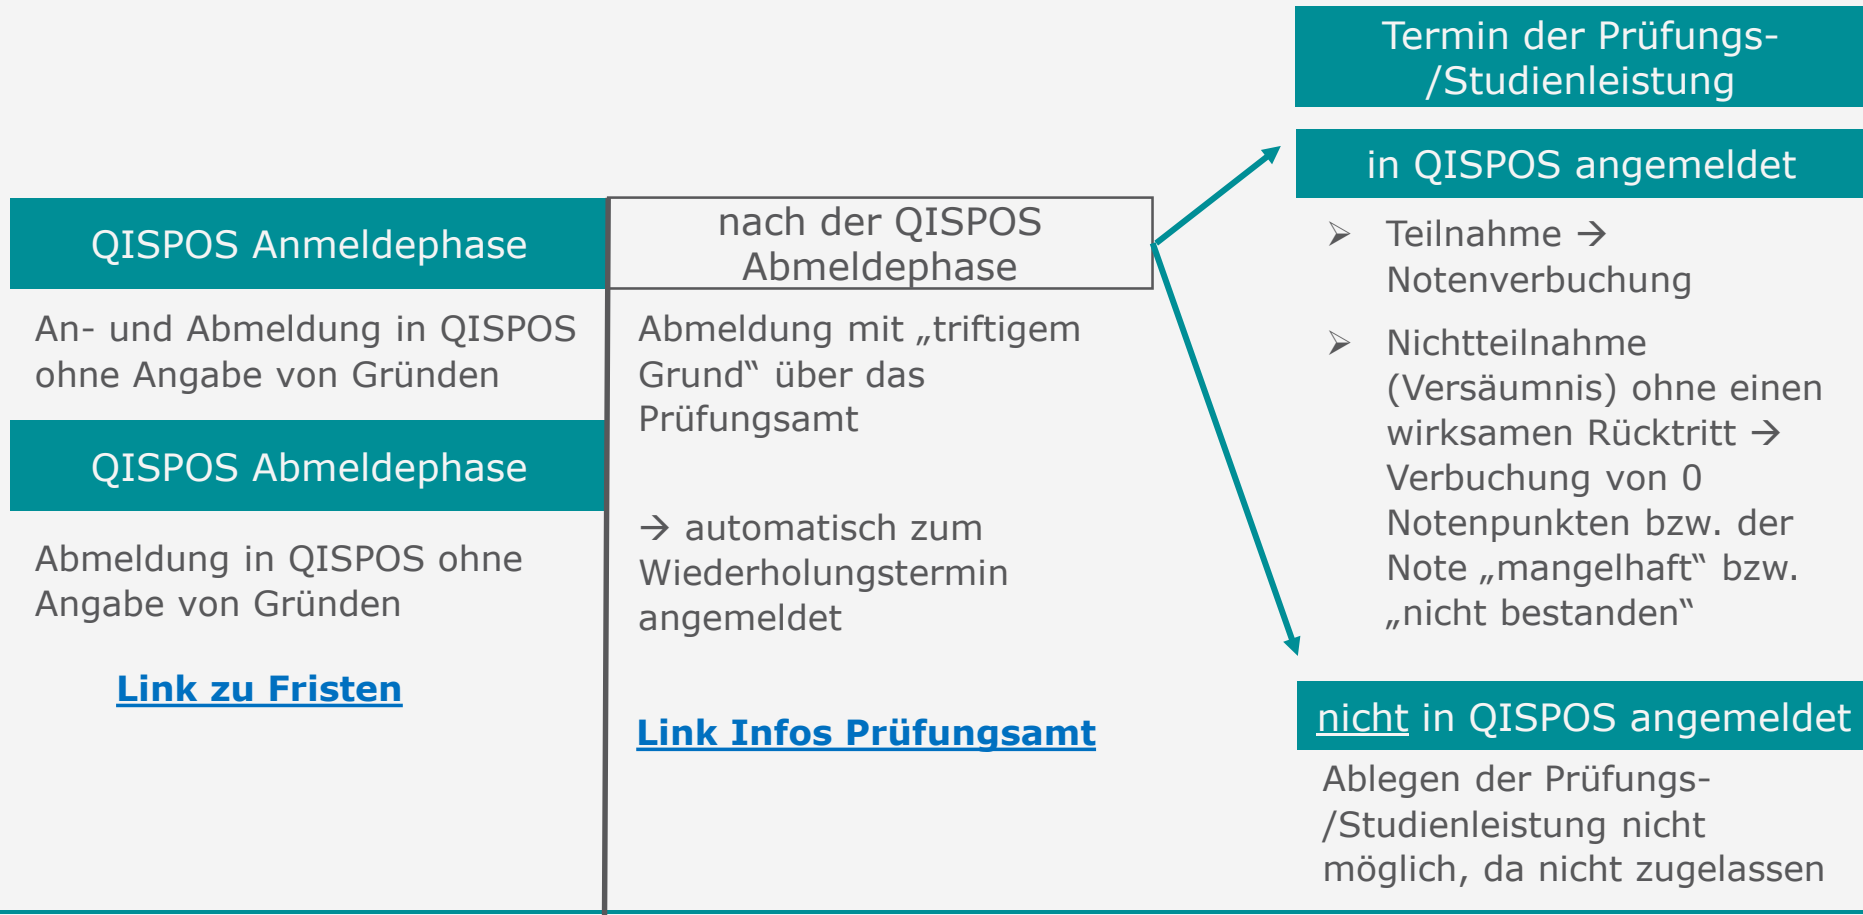 QISPOS Anmeldephase
An- und Abmeldung in QISPOS
ohne Angabe von Gründen
QISPOS Abmeldephase
Abmeldung in QISPOS ohne
Angabe von Gründen
Link zu Fristen
nach der QISPOS
Abmeldephase
Abmeldung mit „triftigem
Grund“ über das
Prüfungsamt
→ automatisch zum
Wiederholungstermin
angemeldet
Link Infos Prüfungsamt
Termin der Prüfungs-
/Studienleistung
in QISPOS angemeldet
➢ Teilnahme →
Notenverbuchung
➢ Nichtteilnahme
(Versäumnis) ohne einen
wirksamen Rücktritt →
Verbuchung von 0
Notenpunkten bzw. der
Note „mangelhaft“ bzw.
„nicht bestanden“
nicht in QISPOS angemeldet
Ablegen der Prüfungs-
/Studienleistung nicht
möglich, da nicht zugelassen